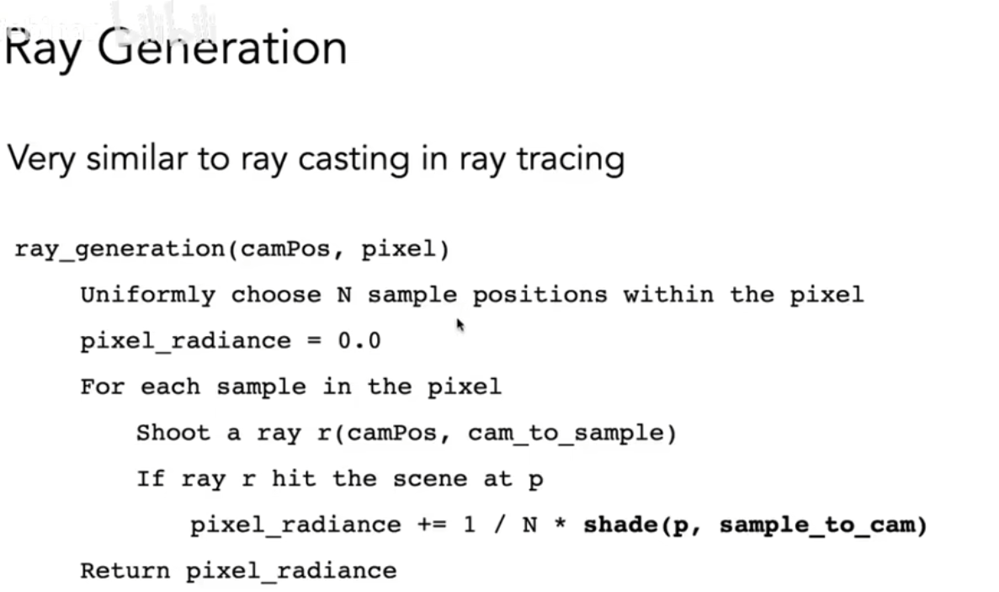 Ray Generation
Very similar to ray casting in ray tracing
ray_generation(camPos, pixel)
Uniformly choose N sample positions within the pixel
pixel_radiance = 0.0
For each sample in the pixel
Shoot a ray r(camPos, cam_to_sample)
If ray r hit the scene at p
pixel_radiance += 1 / N * shade(p, sample_to_cam)
Return pixel_radiance